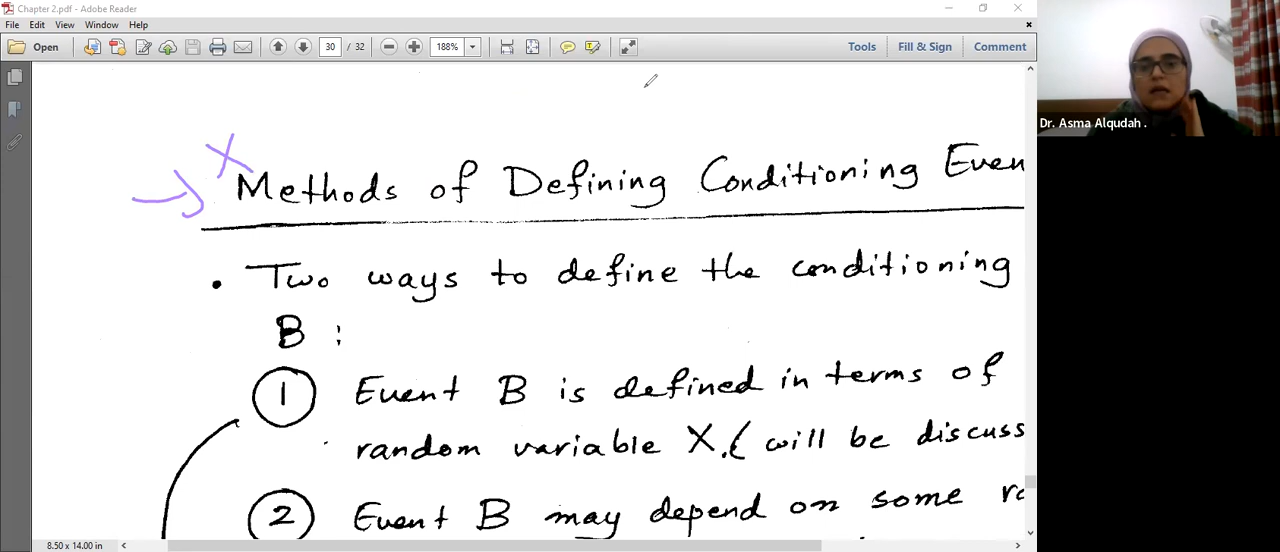 Chapter 2.pdf - Adobe Reader
File Edit View Window Help
Open 30 / 32 188% Tools Fill & Sign Comment
Dr. Asma Alqudah .
X
Methods of Defining Conditioning Even
• Two ways to define the conditioning
B :
1 Event B is defined in terms of
random variable X. ( will be discuss
2 Event B may depend on some
8.50 x 14.00 in